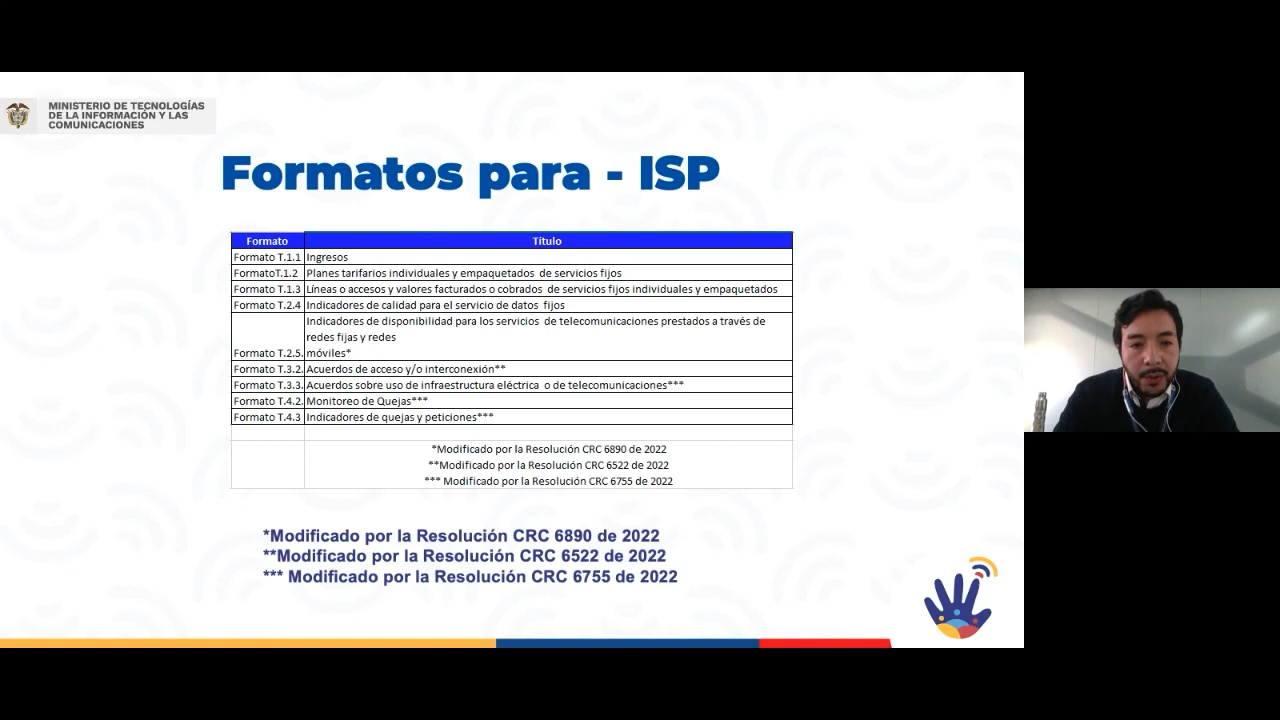 MINISTERIO DE TECNOLOGÍAS
DE LA INFORMACIÓN Y LAS
COMUNICACIONES
Formatos para - ISP
Formato Título
Formato T.1.1 Ingresos
FormatoT.1.2 Planes tarifarios individuales y empaquetados de servicios fijos
Formato T.1.3 Líneas o accesos y valores facturados o cobrados de servicios fijos individuales y empaquetados
Formato T.2.4 Indicadores de calidad para el servicio de datos fijos
Indicadores de disponibilidad para los servicios de telecomunicaciones prestados a través de
redes fijas y redes
Formato T.2.5. móviles*
Formato T.3.2. Acuerdos de acceso y/o interconexión**
Formato T.3.3. Acuerdos sobre uso de infraestructura eléctrica o de telecomunicaciones***
Formato T.4.2. Monitoreo de Quejas***
Formato T.4.3 Indicadores de quejas y peticiones***
*Modificado por la Resolución CRC 6890 de 2022
**Modificado por la Resolución CRC 6522 de 2022
*** Modificado por la Resolución CRC 6755 de 2022
*Modificado por la Resolución CRC 6890 de 2022
**Modificado por la Resolución CRC 6522 de 2022
*** Modificado por la Resolución CRC 6755 de 2022